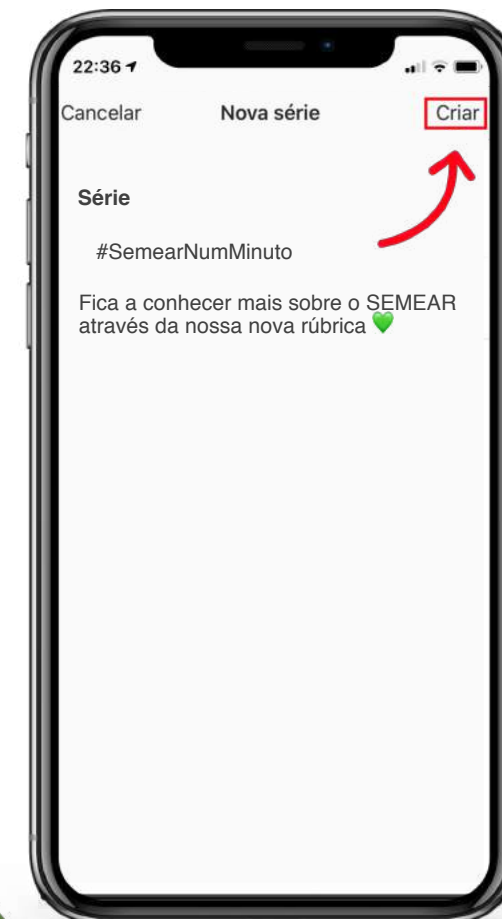 22:36
Cancelar Nova série Criar
Série
#SemearNumMinuto
Fica a conhecer mais sobre o SEMEAR
através da nossa nova rúbrica 💚